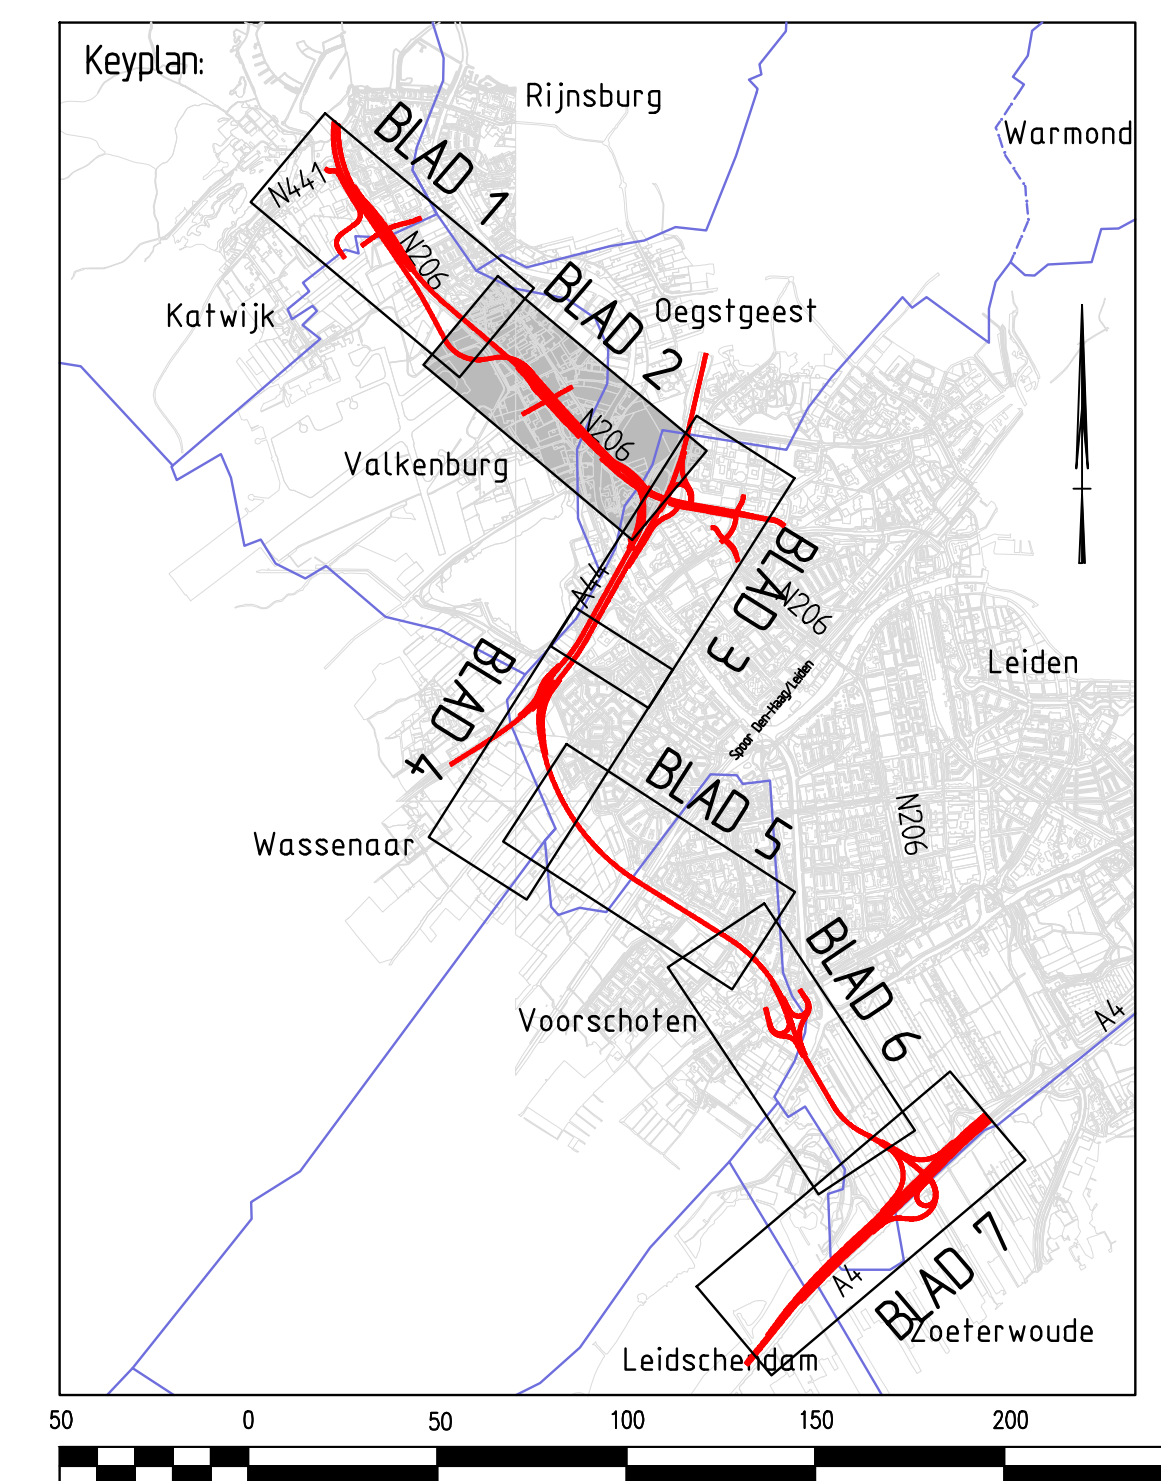 Keyplan:
Rijnsburg
Warmond
BLAD 1
N441
N206
Katwijk
BLAD 2
Oegstgeest
N206
Valkenburg
BLAD 3
A44
N206
Leiden
BLAD 4
Spoor Den-Haag/Leiden
BLAD 5
N206
Wassenaar
BLAD 6
Voorschoten
A4
BLAD 7
A4
Zoeterwoude
Leidschendam
50 0 50 100 150 200